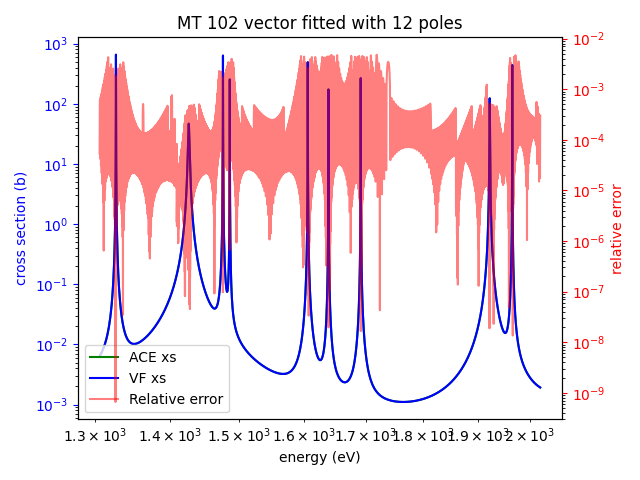 MT 102 vector fitted with 12 poles
10³
10²
10¹
10⁰
10⁻¹
10⁻²
10⁻³
cross section (b)
10⁻²
10⁻³
10⁻⁴
10⁻⁵
10⁻⁶
10⁻⁷
10⁻⁸
10⁻⁹
relative error
ACE xs
VF xs
Relative error
1.3 × 10³ 1.4 × 10³ 1.5 × 10³ 1.6 × 10³ 1.7 × 10³ 1.8 × 10³ 1.9 × 10³ 2 × 10³
energy (eV)